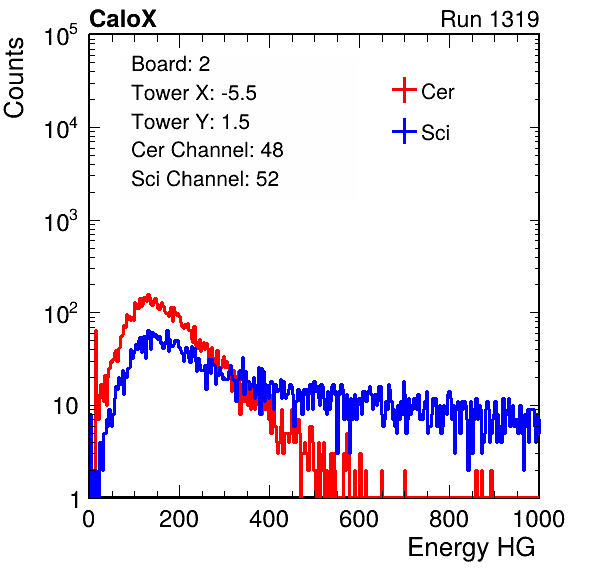 CaloX Run 1319
Counts
Board: 2
Tower X: -5.5
Tower Y: 1.5
Cer Channel: 48
Sci Channel: 52
Cer
Sci
10^5
10^4
10^3
10^2
10
1
0 200 400 600 800 1000
Energy HG